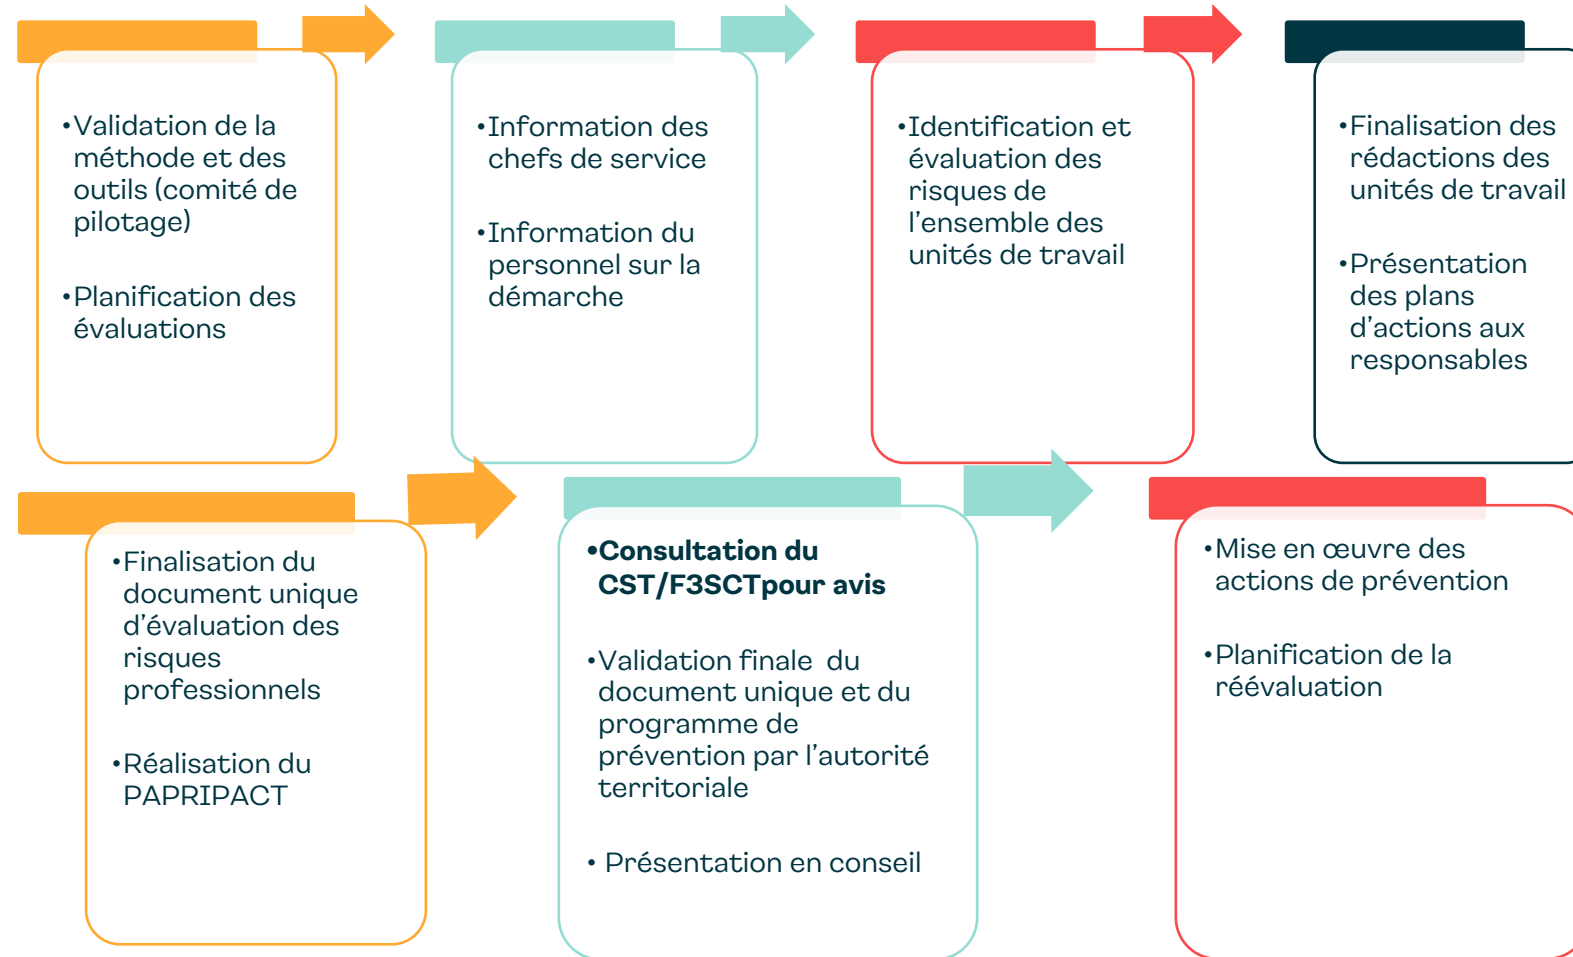 •Validation de la
méthode et des
outils (comité de
pilotage)
•Planification des
évaluations
•Information des
chefs de service
•Information du
personnel sur la
démarche
•Identification et
évaluation des
risques de
l’ensemble des
unités de travail
•Finalisation des
rédactions des
unités de travail
•Présentation
des plans
d’actions aux
responsables
•Finalisation du
document unique
d’évaluation des
risques
professionnels
•Réalisation du
PAPRIPACT
•Consultation du
CST/F3SCTpour avis
•Validation finale du
document unique et du
programme de
prévention par l’autorité
territoriale
• Présentation en conseil
•Mise en œuvre des
actions de prévention
•Planification de la
réévaluation